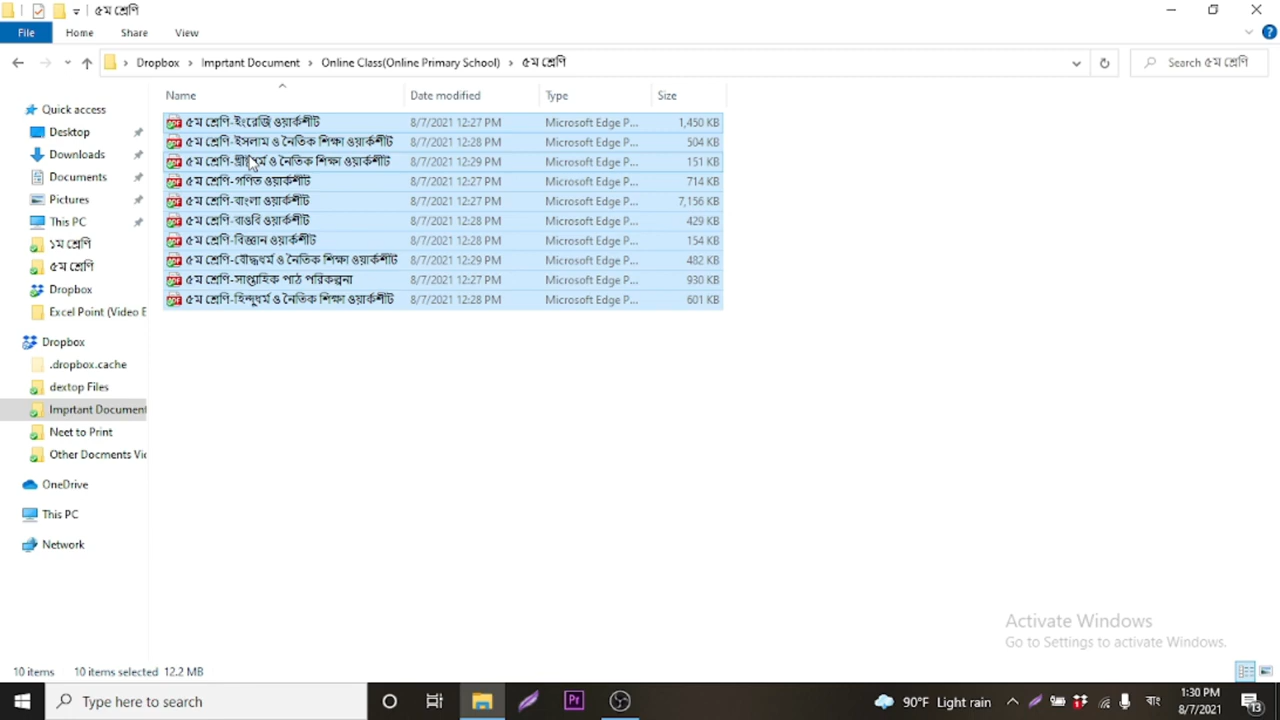 ৫ম শ্রেণি
File Home Share View
Dropbox › Imprtant Document › Online Class(Online Primary School) › ৫ম শ্রেণি
Search ৫ম শ্রেণি
Name Date modified Type Size
৫ম শ্রেণি-ইংরেজি ওয়ার্কশীট 8/7/2021 12:27 PM Microsoft Edge P... 1,450 KB
৫ম শ্রেণি-ইসলাম ও নৈতিক শিক্ষা ওয়ার্কশীট 8/7/2021 12:28 PM Microsoft Edge P... 504 KB
৫ম শ্রেণি-খ্রীষ্টধর্ম ও নৈতিক শিক্ষা ওয়ার্কশীট 8/7/2021 12:29 PM Microsoft Edge P... 151 KB
৫ম শ্রেণি-গণিত ওয়ার্কশীট 8/7/2021 12:27 PM Microsoft Edge P... 714 KB
৫ম শ্রেণি-বাংলা ওয়ার্কশীট 8/7/2021 12:27 PM Microsoft Edge P... 7,156 KB
৫ম শ্রেণি-বাওবি ওয়ার্কশীট 8/7/2021 12:28 PM Microsoft Edge P... 429 KB
৫ম শ্রেণি-বিজ্ঞান ওয়ার্কশীট 8/7/2021 12:28 PM Microsoft Edge P... 154 KB
৫ম শ্রেণি-বৌদ্ধধর্ম ও নৈতিক শিক্ষা ওয়ার্কশীট 8/7/2021 12:29 PM Microsoft Edge P... 482 KB
৫ম শ্রেণি-সাপ্তাহিক পাঠ পরিকল্পনা 8/7/2021 12:27 PM Microsoft Edge P... 930 KB
৫ম শ্রেণি-হিন্দুধর্ম ও নৈতিক শিক্ষা ওয়ার্কশীট 8/7/2021 12:28 PM Microsoft Edge P... 601 KB
Quick access
Desktop
Downloads
Documents
Pictures
This PC
১ম শ্রেণি
৫ম শ্রেণি
Dropbox
Excel Point (Video E
Dropbox
.dropbox.cache
dextop Files
Imprtant Document
Neet to Print
Other Docments Vic
OneDrive
This PC
Network
Activate Windows
Go to Settings to activate Windows.
10 items 10 items selected 12.2 MB
Type here to search
Pr
90°F Light rain
বাং
1:30 PM
8/7/2021
13